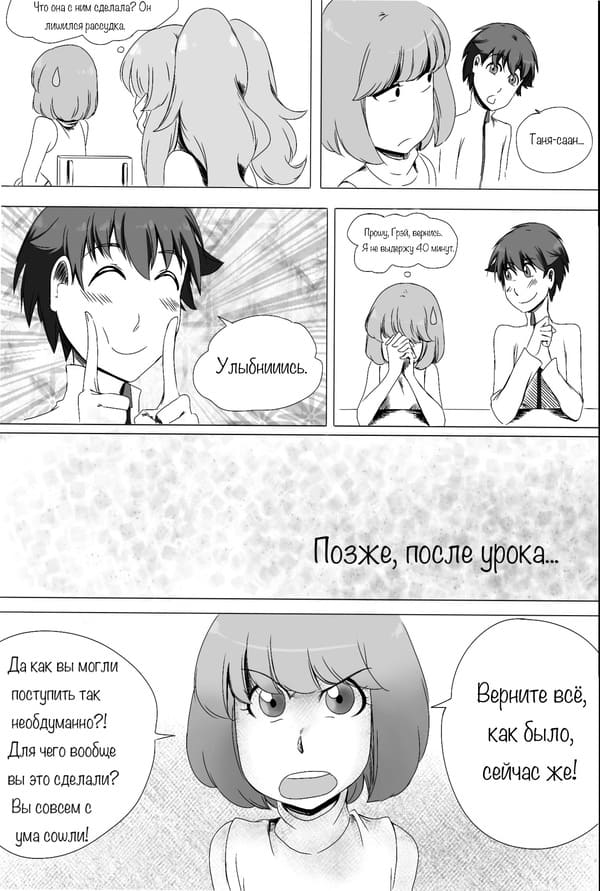 Что она с ним сделала? Он
лишился рассудка.
Таня-саан...
Улыбнииись.
Прошу, Грэй, вернись.
Я не выдержу 40 минут.
Позже, после урока...
Да как вы могли
поступить так
необдуманно?!
Для чего вообще
вы это сделали?
Вы совсем с
ума сошли!
Верните всё,
как было,
сейчас же!